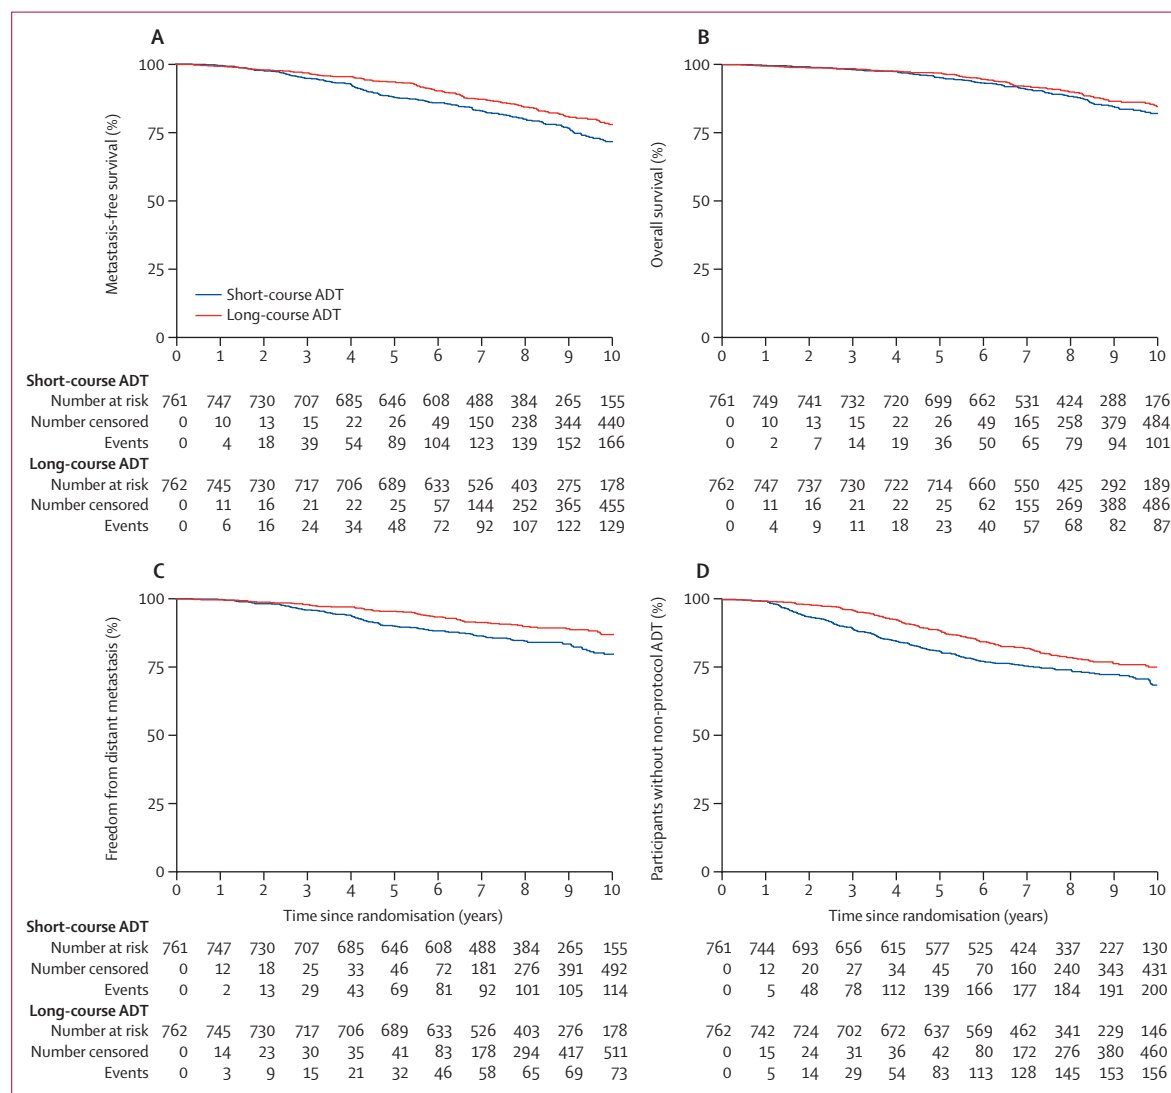 A
B
100
75
50
25
0
Metastasis-free survival (%)
Short-course ADT
Long-course ADT
0 1 2 3 4 5 6 7 8 9 10
100
75
50
25
0
Overall survival (%)
0 1 2 3 4 5 6 7 8 9 10
Short-course ADT
Number at risk 761 747 730 707 685 646 608 488 384 265 155 761 749 741 732 720 699 662 531 424 288 176
Number censored 0 10 13 15 22 26 49 150 238 344 440 0 10 13 15 22 26 49 165 258 379 484
Events 0 4 18 39 54 89 104 123 139 152 166 0 2 7 14 19 36 50 65 79 94 101
Long-course ADT
Number at risk 762 745 730 717 706 689 633 526 403 275 178 762 747 737 730 722 714 660 550 425 292 189
Number censored 0 11 16 21 22 25 57 144 252 365 455 0 11 16 21 22 25 62 155 269 388 486
Events 0 6 16 24 34 48 72 92 107 122 129 0 4 9 11 18 23 40 57 68 82 87
C
D
100
75
50
25
0
Freedom from distant metastasis (%)
0 1 2 3 4 5 6 7 8 9 10
Time since randomisation (years)
100
75
50
25
0
Participants without non-protocol ADT (%)
0 1 2 3 4 5 6 7 8 9 10
Time since randomisation (years)
Short-course ADT
Number at risk 761 747 730 707 685 646 608 488 384 265 155 761 744 693 656 615 577 525 424 337 227 130
Number censored 0 12 18 25 33 46 72 181 276 391 492 0 12 20 27 34 45 70 160 240 343 431
Events 0 2 13 29 43 69 81 92 101 105 114 0 5 48 78 112 139 166 177 184 191 200
Long-course ADT
Number at risk 762 745 730 717 706 689 633 526 403 276 178 762 742 724 702 672 637 569 462 341 229 146
Number censored 0 14 23 30 35 41 83 178 294 417 511 0 15 24 31 36 42 80 172 276 380 460
Events 0 3 9 15 21 32 46 58 65 69 73 0 5 14 29 54 83 113 128 145 153 156